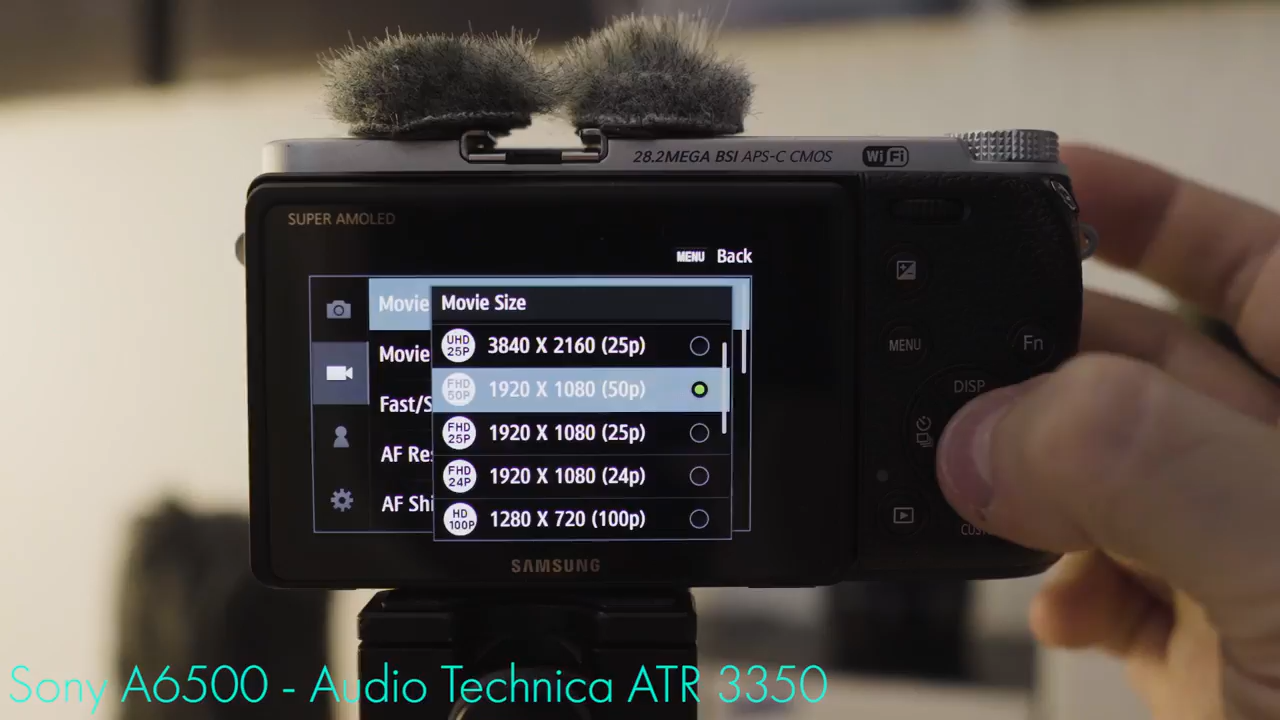 28.2MEGA BSI APS-C CMOS WiFi
SUPER AMOLED
MENU Back
Movie
Movie
Fast/S
AF Re
AF Shi
Movie Size
UHD 25P 3840 X 2160 (25p)
FHD 50P 1920 X 1080 (50p)
FHD 25P 1920 X 1080 (25p)
FHD 24P 1920 X 1080 (24p)
HD 100P 1280 X 720 (100p)
MENU
Fn
DISP
CUST
SAMSUNG
Sony A6500 - Audio Technica ATR 3350